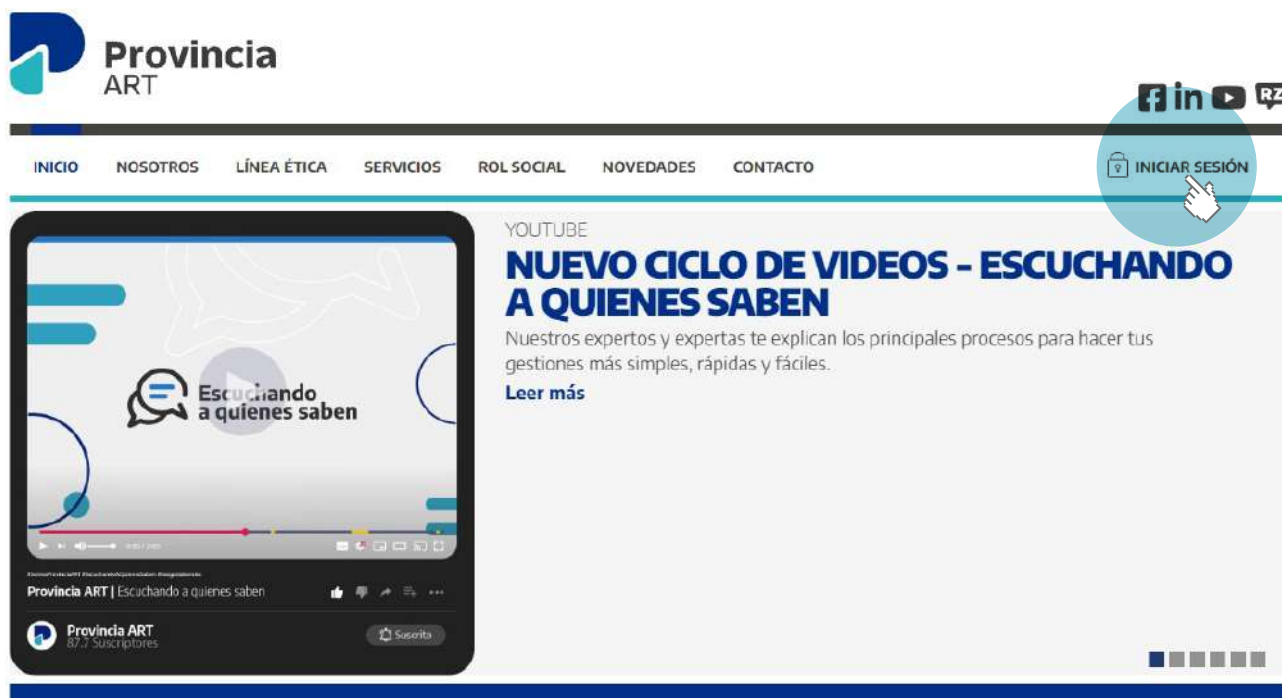 Provincia
ART
RZ
INICIO NOSOTROS LÍNEA ÉTICA SERVICIOS ROL SOCIAL NOVEDADES CONTACTO INICIAR SESIÓN
YOUTUBE
NUEVO CICLO DE VIDEOS – ESCUCHANDO
A QUIENES SABEN
Nuestros expertos y expertas te explican los principales procesos para hacer tus
gestiones más simples, rápidas y fáciles.
Leer más
Escuchando
a quienes saben
Provincia ART | Escuchando a quienes saben
Provincia ART
87.7 Suscriptores
Suscrita